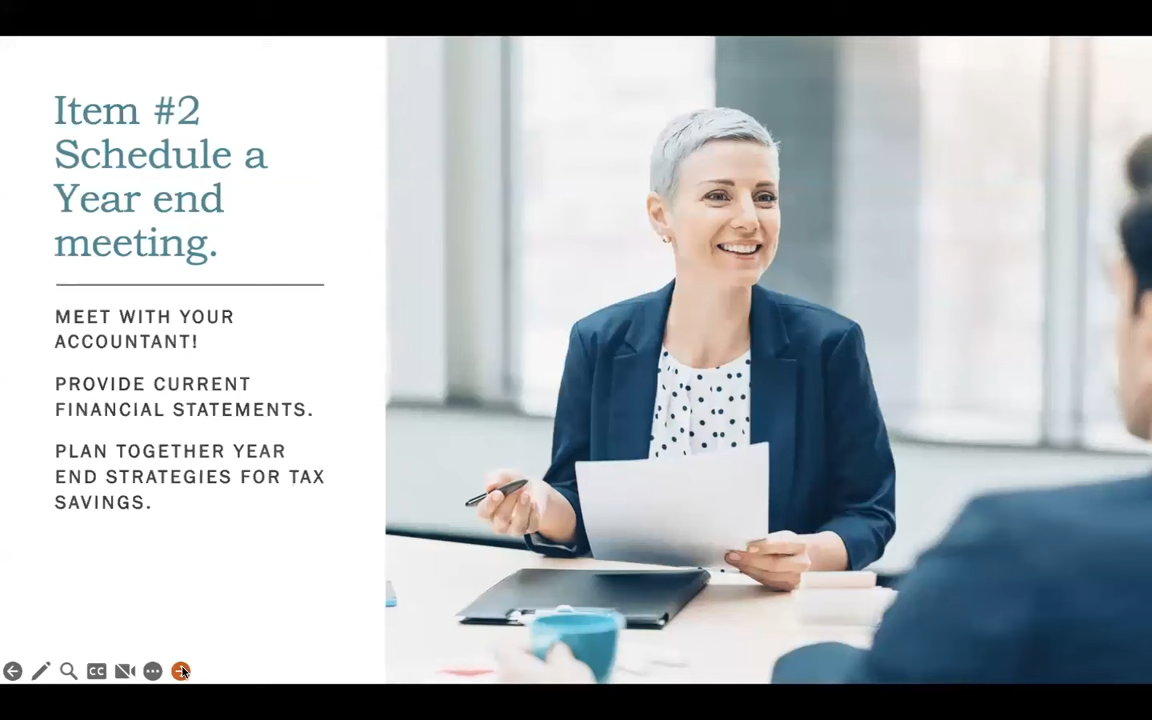 Item #2
Schedule a
Year end
meeting.
MEET WITH YOUR
ACCOUNTANT!
PROVIDE CURRENT
FINANCIAL STATEMENTS.
PLAN TOGETHER YEAR
END STRATEGIES FOR TAX
SAVINGS.
CC